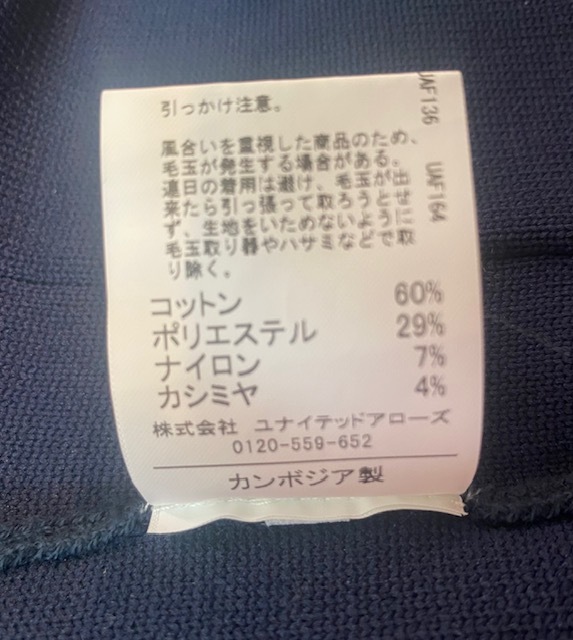 引っかけ注意。
風合いを重視した商品のため、
毛玉が発生する場合がある。
連日の着用は避け、毛玉が出
来たら引っ張って取ろうとせ
ず、生地をいためないように
毛玉取り器やハサミなどで取
り除く。
コットン 60%
ポリエステル 29%
ナイロン 7%
カシミヤ 4%
株式会社 ユナイテッドアローズ
0120-559-652
カンボジア製
UAF136 UAF164